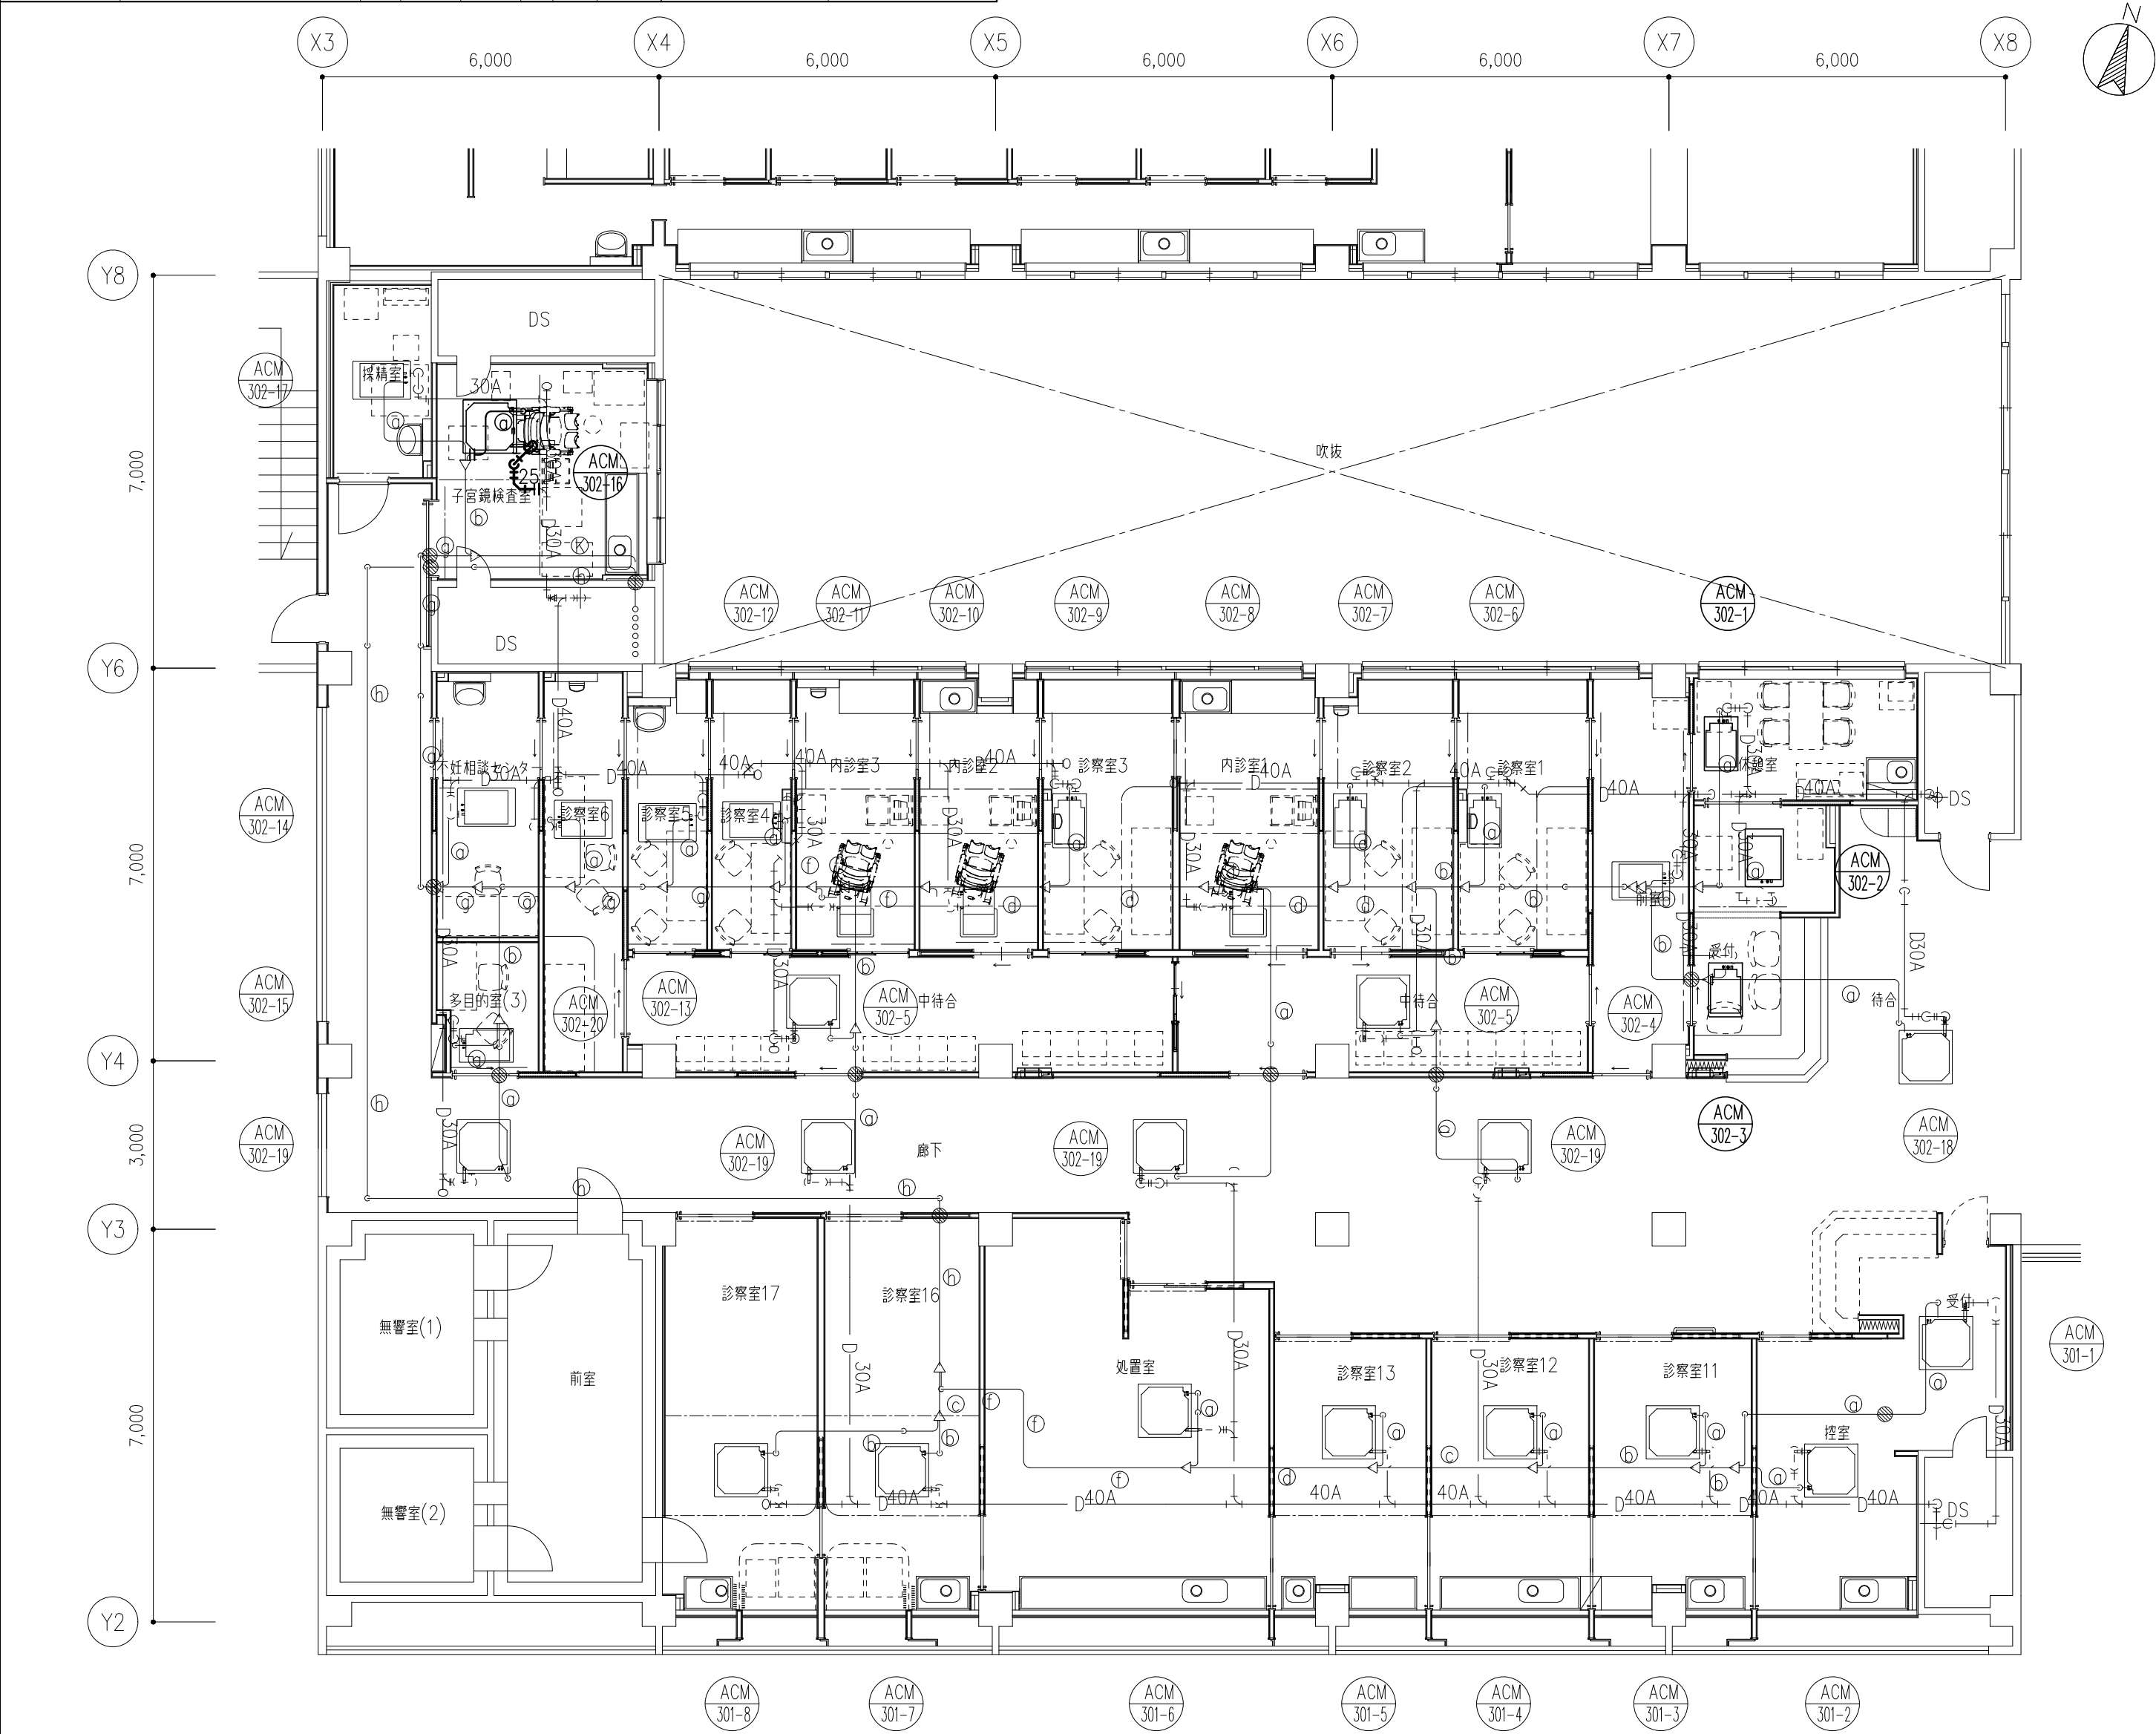 N
X3
X4
X5
X6
X7
X8
6,000
6,000
6,000
6,000
6,000
Y8
Y6
Y4
Y3
Y2
7,000
7,000
3,000
7,000
DS
ACM
302-17
採精室
30A
ⓐ
ⓐ
ACM
302-16
25
子宮鏡検査室
ⓑ
D30A
吹抜
ⓖ
ⓚ
ⓗ
ⓖ
DS
ACM
302-12
ACM
302-11
ACM
302-10
ACM
302-9
ACM
302-8
ACM
302-7
ACM
302-6
ACM
302-1
ⓗ
ⓖ
D40A
不妊相談センター
D30A
D40A
40A
40A
内診室3
内診室2
D40A
診察室3
内診室1
D40A
診察室2
40A
診察室1
D40A
D30A
休憩室
40A
DS
ACM
302-14
診察室6
診察室5
診察室4
30A
D30A
D30A
30A
D30A
ACM
302-2
ⓐ
ⓐ
ⓐ
ⓐ
ⓕ
ⓐ
ⓐ
ⓑ
ⓐ
ⓐ
ⓖ
ⓖ
ⓖ
ⓖ
ⓕ
ⓓ
ⓓ
ⓓ
ⓓ
ⓑ
前室
D30A
ⓑ
D30A
D30A
ⓑ
D30A
ⓑ
ⓑ
受付
D30A
ACM
302-15
多目的室(3)
ACM
302-20
ACM
302-13
ACM
302-5
中待合
ⓐ
中待合
ACM
302-5
ACM
302-4
ⓐ
待合
ⓐ
ⓗ
ⓐ
ⓐ
ⓐ
ACM
302-19
D30A
ACM
302-19
廊下
ACM
302-19
ACM
302-19
ACM
302-3
ACM
302-18
ⓗ
ⓗ
無響室(1)
前室
無響室(2)
診察室17
診察室16
ⓗ
D30A
処置室
D30A
診察室13
診察室12
D30A
診察室11
受付
ACM
301-1
ⓒ
ⓕ
ⓕ
ⓐ
ⓐ
ⓐ
ⓐ
ⓐ
ⓐ
控室
D30A
ⓑ
ⓑ
ⓕ
ⓓ
ⓒ
ⓑ
ⓑ
ⓐ
D40A
D40A
40A
40A
D40A
D40A
D40A
DS
ACM
301-8
ACM
301-7
ACM
301-6
ACM
301-5
ACM
301-4
ACM
301-3
ACM
301-2